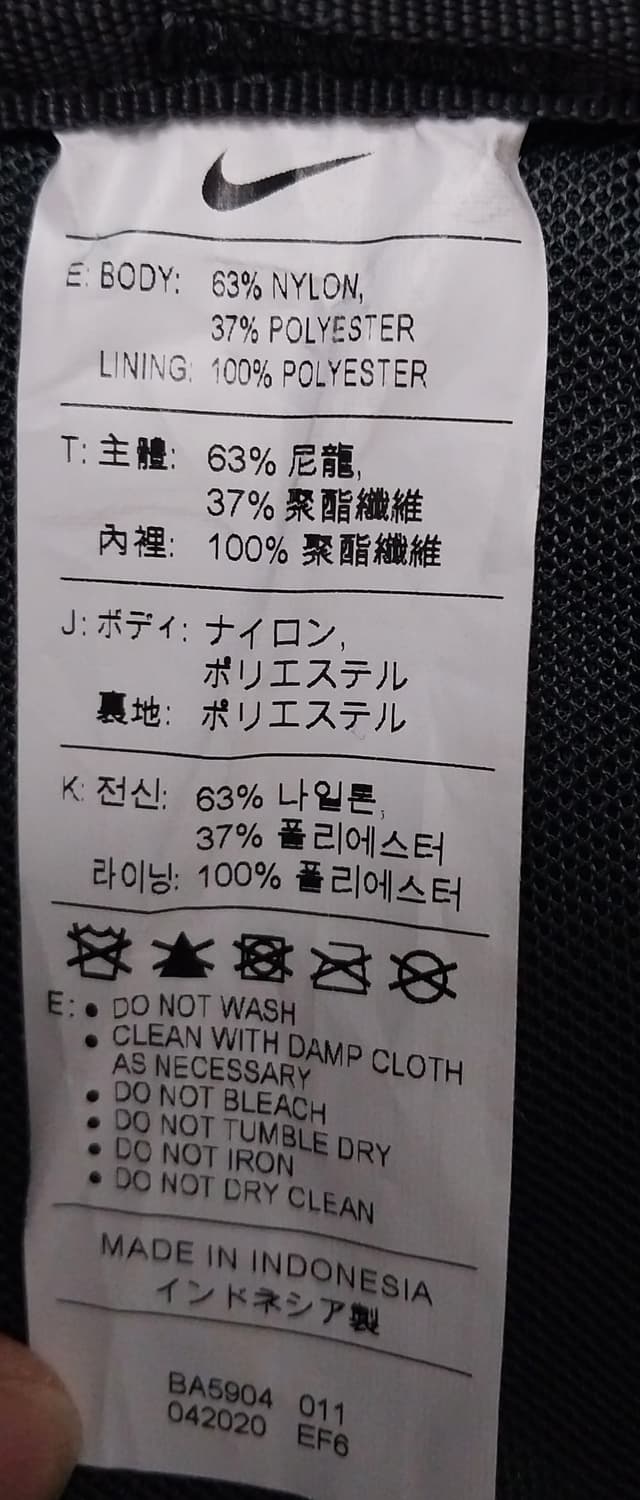 E: BODY: 63% NYLON,
37% POLYESTER
LINING: 100% POLYESTER
T: 主體: 63% 尼龍,
37% 聚酯纖維
內裡: 100% 聚酯纖維
J: ボディ: ナイロン,
ポリエステル
裏地: ポリエステル
K: 전신: 63% 나일론,
37% 폴리에스터
라이닝: 100% 폴리에스터
E: • DO NOT WASH
• CLEAN WITH DAMP CLOTH
AS NECESSARY
• DO NOT BLEACH
• DO NOT TUMBLE DRY
• DO NOT IRON
• DO NOT DRY CLEAN
MADE IN INDONESIA
インドネシア製
BA5904 011
042020 EF6